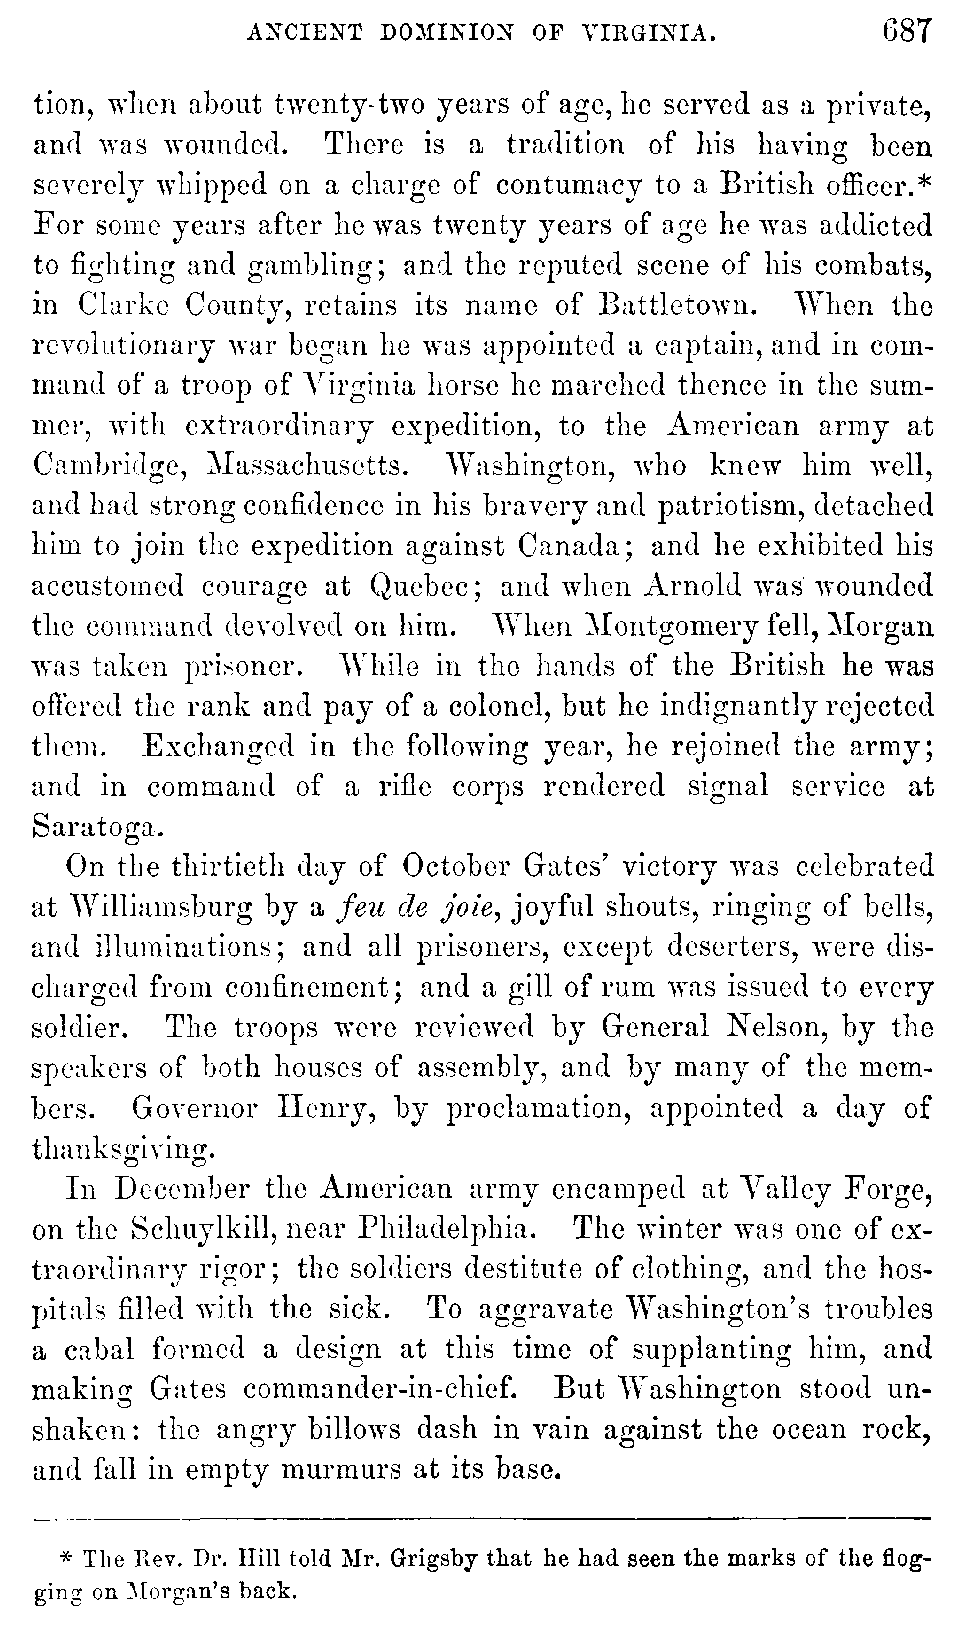 ANCIENT DOMINION OF VIRGINIA. 687
tion, when about twenty-two years of age, he served as a private,
and was wounded. There is a tradition of his having been
severely whipped on a charge of contumacy to a British officer.*
For some years after he was twenty years of age he was addicted
to fighting and gambling; and the reputed scene of his combats,
in Clarke County, retains its name of Battletown. When the
revolutionary war began he was appointed a captain, and in com-
mand of a troop of Virginia horse he marched thence in the sum-
mer, with extraordinary expedition, to the American army at
Cambridge, Massachusetts. Washington, who knew him well,
and had strong confidence in his bravery and patriotism, detached
him to join the expedition against Canada; and he exhibited his
accustomed courage at Quebec; and when Arnold was wounded
the command devolved on him. When Montgomery fell, Morgan
was taken prisoner. While in the hands of the British he was
offered the rank and pay of a colonel, but he indignantly rejected
them. Exchanged in the following year, he rejoined the army;
and in command of a rifle corps rendered signal service at
Saratoga.
On the thirtieth day of October Gates' victory was celebrated
at Williamsburg by a feu de joie, joyful shouts, ringing of bells,
and illuminations; and all prisoners, except deserters, were dis-
charged from confinement; and a gill of rum was issued to every
soldier. The troops were reviewed by General Nelson, by the
speakers of both houses of assembly, and by many of the mem-
bers. Governor Henry, by proclamation, appointed a day of
thanksgiving.
In December the American army encamped at Valley Forge,
on the Schuylkill, near Philadelphia. The winter was one of ex-
traordinary rigor; the soldiers destitute of clothing, and the hos-
pitals filled with the sick. To aggravate Washington's troubles
a cabal formed a design at this time of supplanting him, and
making Gates commander-in-chief. But Washington stood un-
shaken: the angry billows dash in vain against the ocean rock,
and fall in empty murmurs at its base.
* The Rev. Dr. Hill told Mr. Grigsby that he had seen the marks of the flog-
ging on Morgan's back.